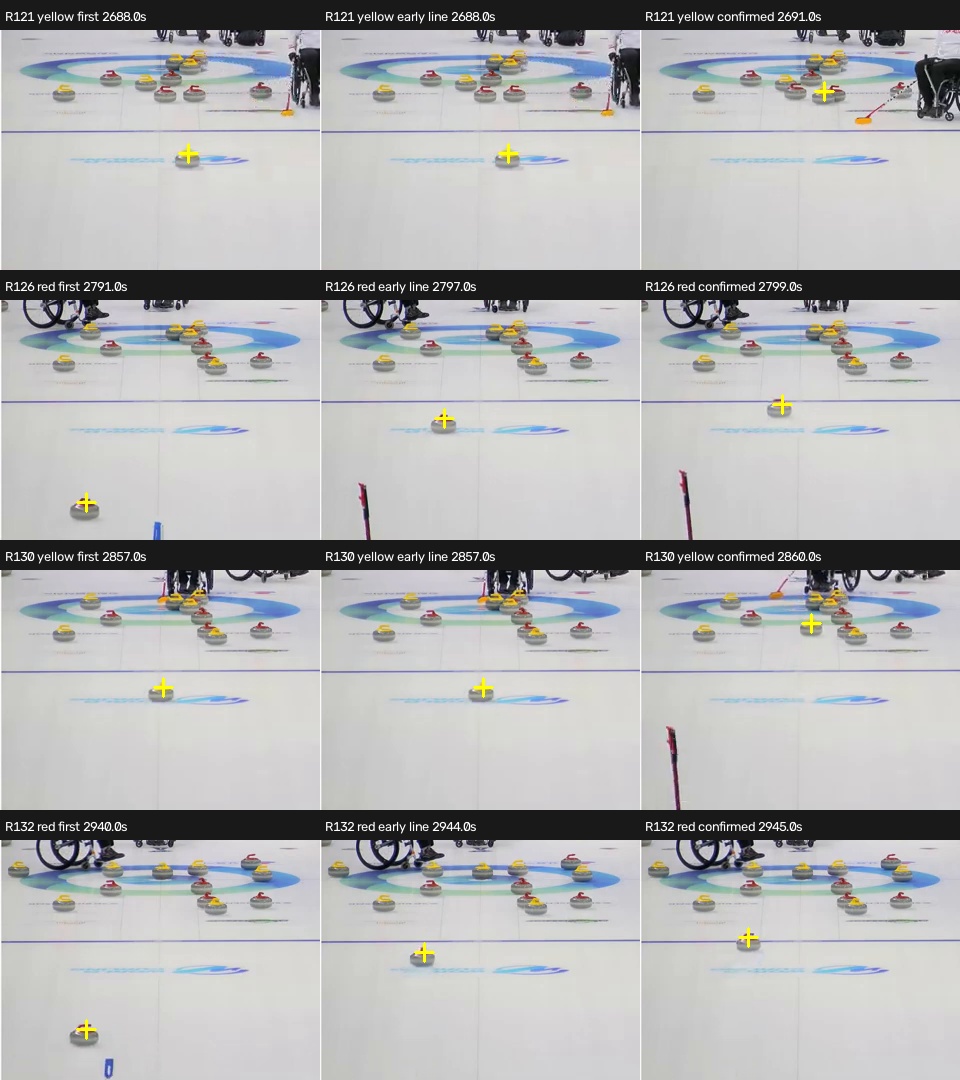 R121 yellow first 2688.0s
R121 yellow early line 2688.0s
R121 yellow confirmed 2691.0s
R126 red first 2791.0s
R126 red early line 2797.0s
R126 red confirmed 2799.0s
R130 yellow first 2857.0s
R130 yellow early line 2857.0s
R130 yellow confirmed 2860.0s
R132 red first 2940.0s
R132 red early line 2944.0s
R132 red confirmed 2945.0s